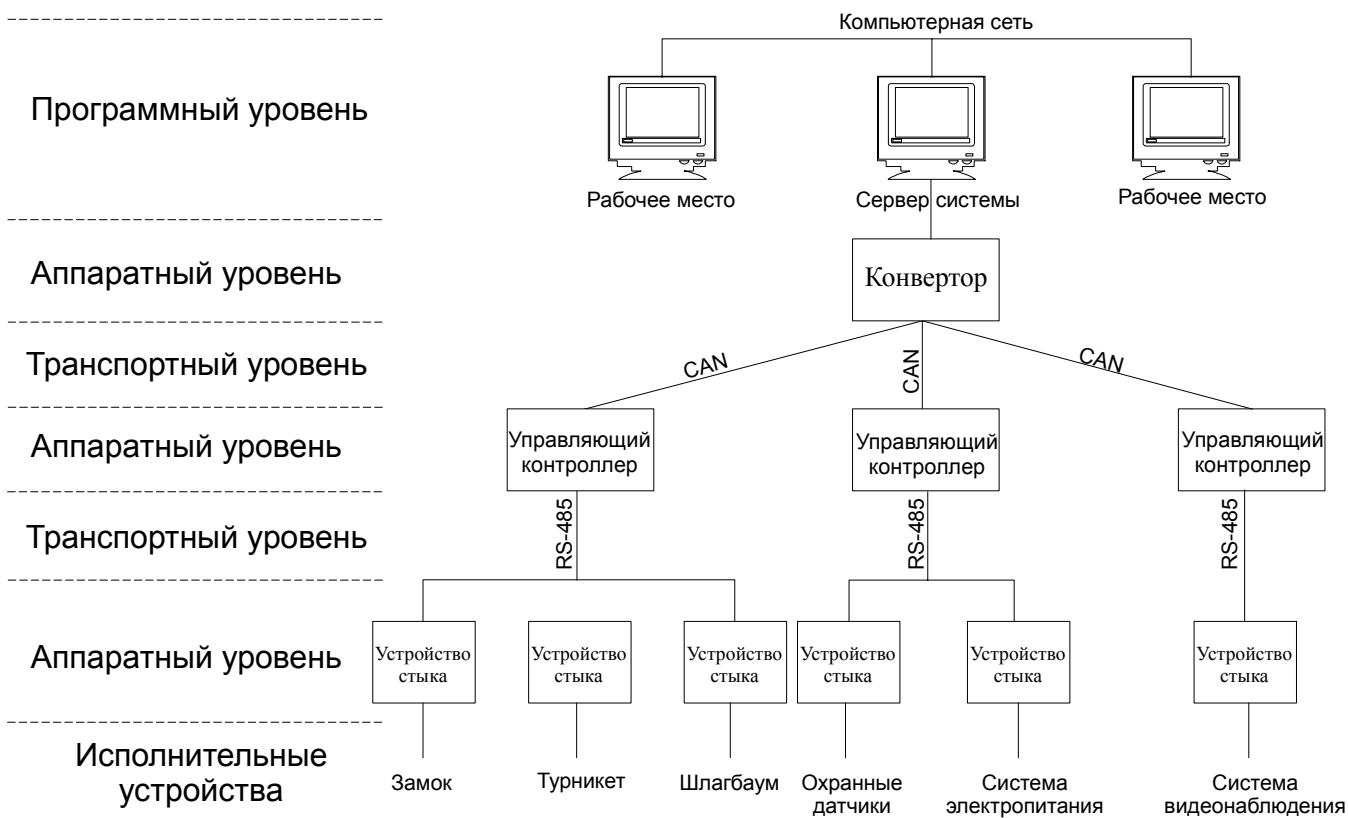 Компьютерная сеть
Программный уровень
Рабочее место
Сервер системы
Рабочее место
Аппаратный уровень
Конвертор
Транспортный уровень
CAN
CAN
CAN
Аппаратный уровень
Управляющий
контроллер
Управляющий
контроллер
Управляющий
контроллер
Транспортный уровень
RS-485
RS-485
RS-485
Аппаратный уровень
Устройство
стыка
Устройство
стыка
Устройство
стыка
Устройство
стыка
Устройство
стыка
Устройство
стыка
Исполнительные
устройства
Замок
Турникет
Шлагбаум
Охранные
датчики
Система
электропитания
Система
видеонаблюдения